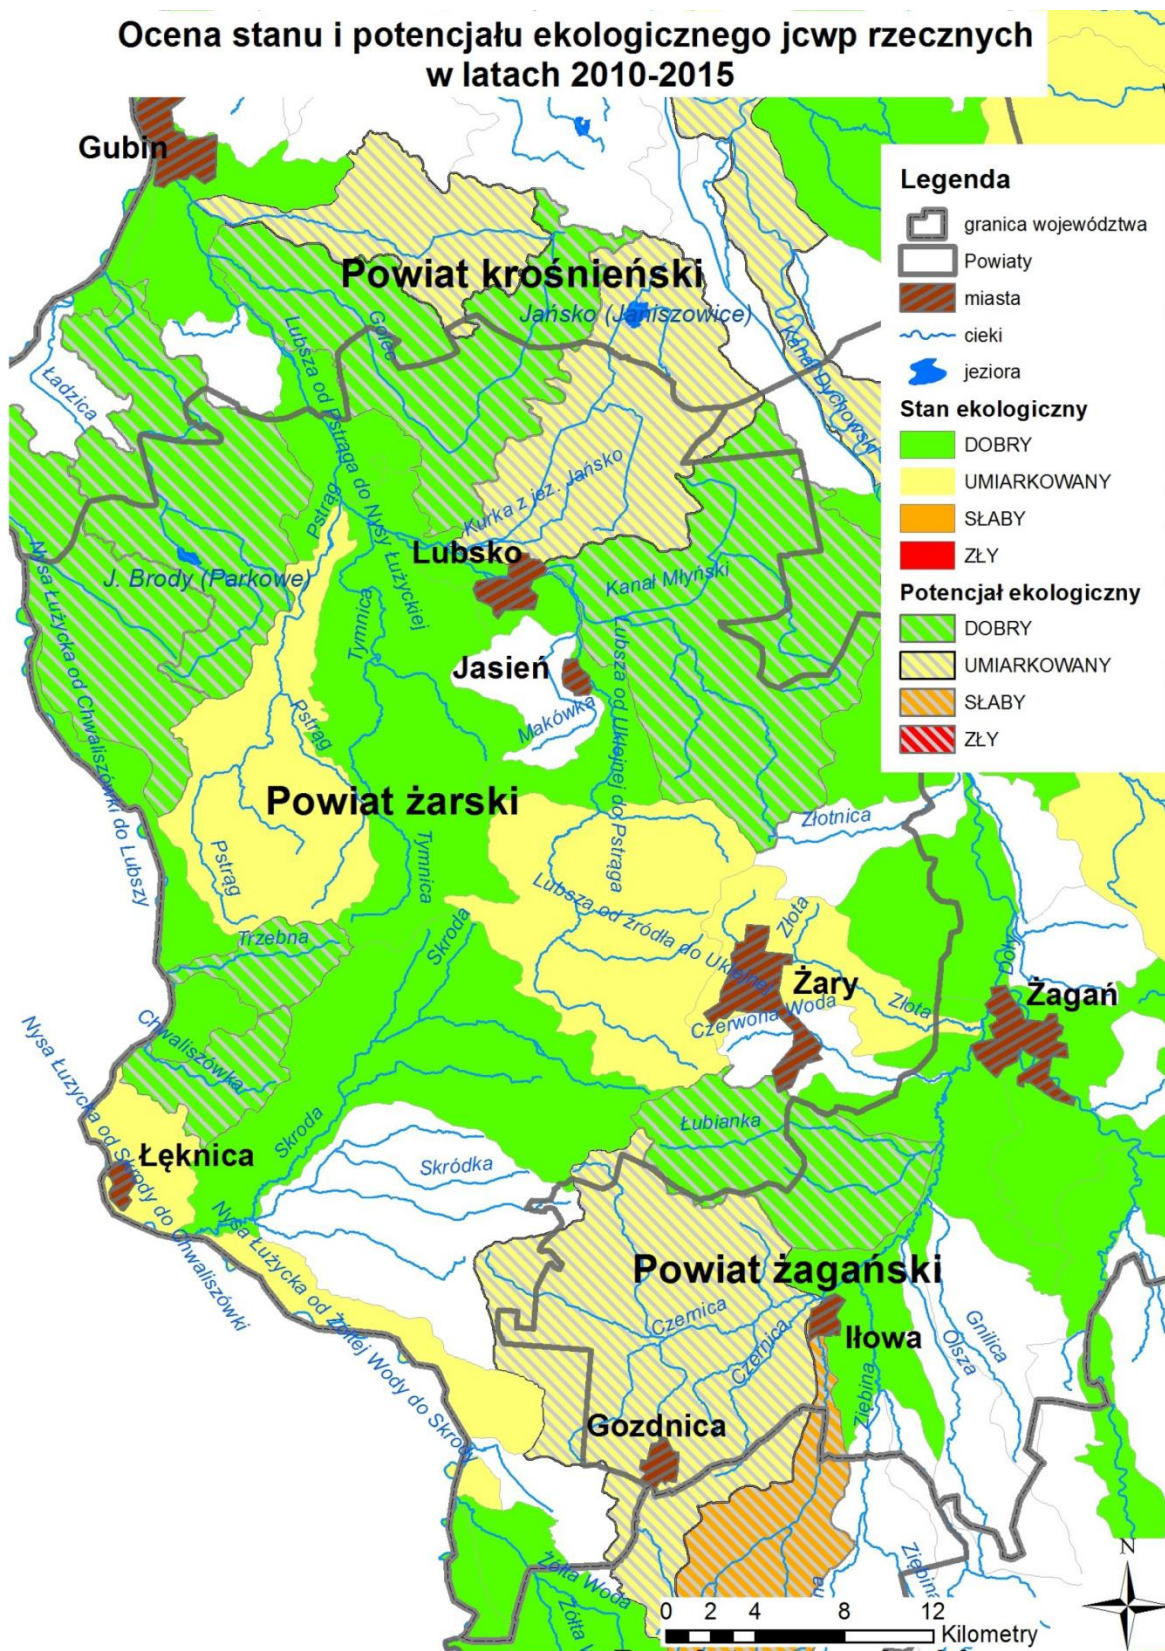 Ocena stanu i potencjału ekologicznego jcwp rzecznych
w latach 2010-2015
Gubin
Legenda
granica województwa
Powiaty
miasta
cieki
jeziora
Stan ekologiczny
DOBRY
UMIARKOWANY
SŁABY
ZŁY
Potencjał ekologiczny
DOBRY
UMIARKOWANY
SŁABY
ZŁY
Powiat krośnieński
Jańsko (Janiszowice)
Golec
Lubsza od Pstrąga do Nysy Łużyckiej
Kanał Dychowski
Ładzica
Kurka z jez. Jańsko
Pstrąg
Lubsko
J. Brody (Parkowe)
Kanał Młyński
Nysa Łużycka od Chwaliszówki do Lubszy
Tymnica
Jasień
Makówka
Lubsza od Uklejnej do Pstrąga
Pstrąg
Powiat żarski
Złotnica
Pstrąg
Tymnica
Lubsza od źródła do Uklejnej
Złota
Trzebna
Skroda
Doły
Żary
Żagań
Złota
Czerwona Woda
Chwaliszówka
Nysa Łużycka od Skrody do Chwaliszówki
Skroda
Łubianka
Łęknica
Skródka
Nysa Łużycka od Żółtej Wody do Skrody
Powiat żagański
Czernica
Czernica
Iłowa
Gnilica
Olsza
Ziębina
Gozdnica
Żółta Woda
Ziębina
N
0 2 4 8 12
Kilometry